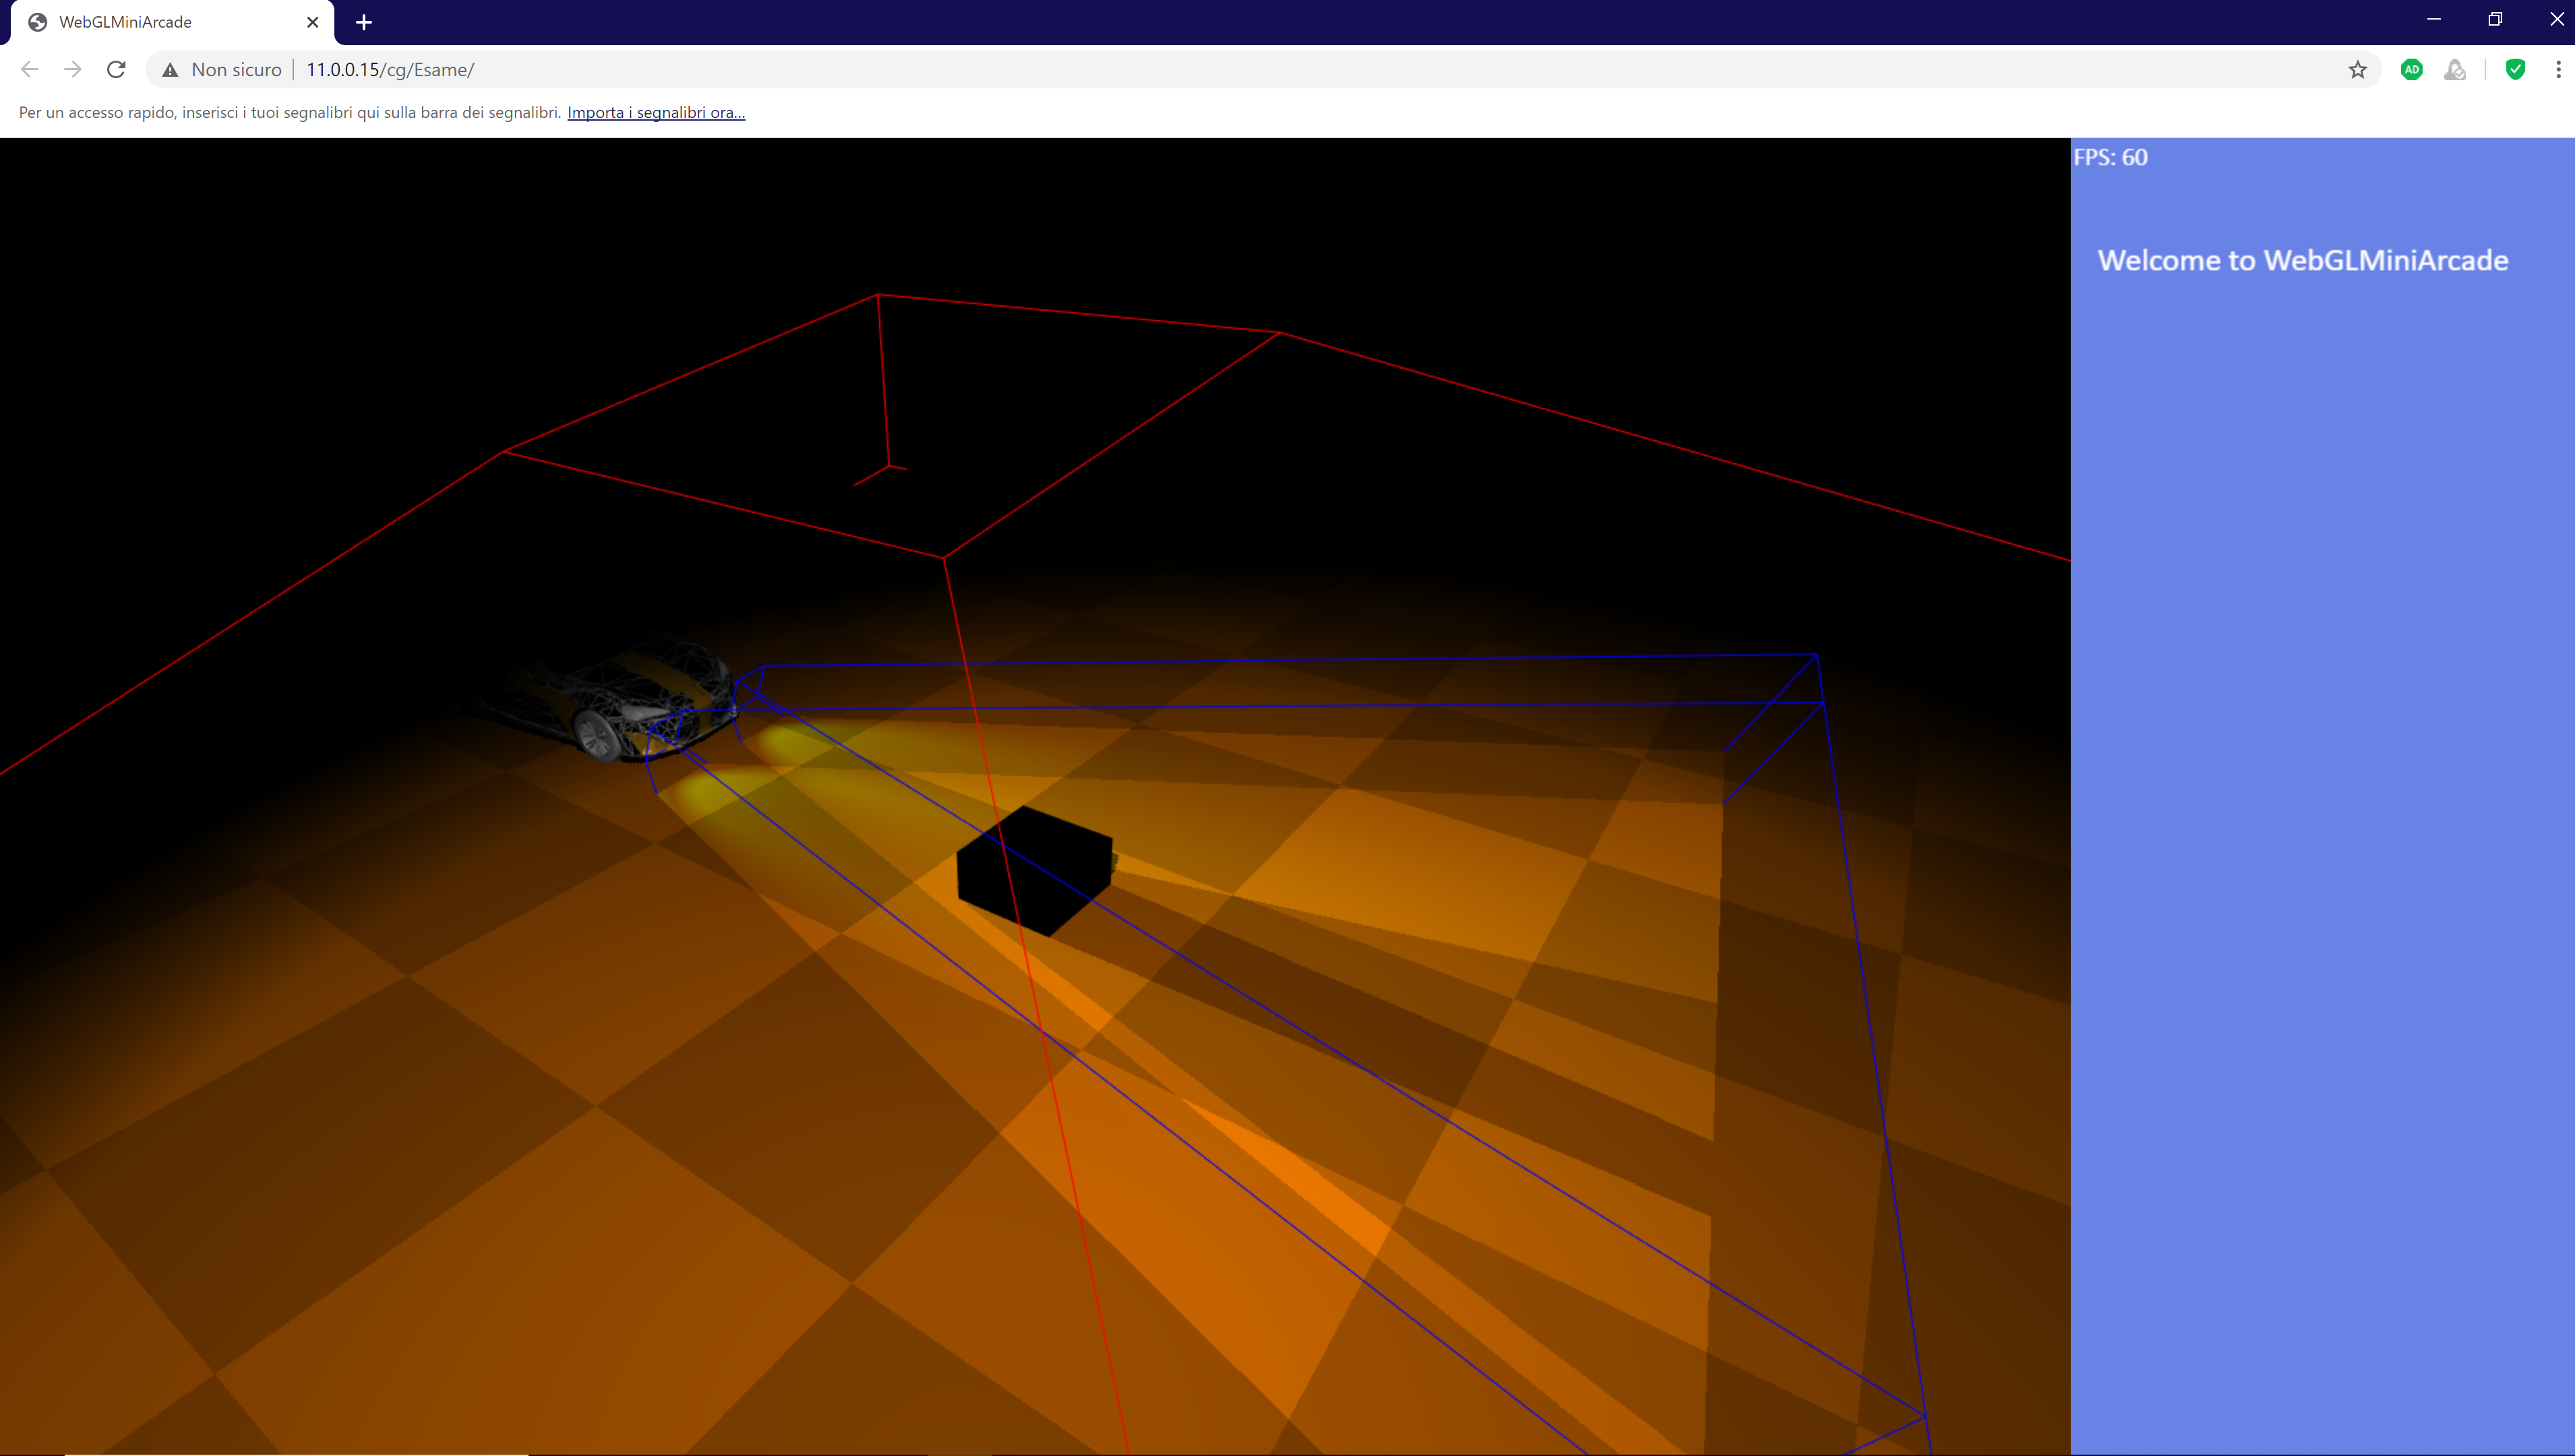 WebGLMiniArcade
Non sicuro 11.0.0.15/cg/Esame/
AD
Per un accesso rapido, inserisci i tuoi segnalibri qui sulla barra dei segnalibri. Importa i segnalibri ora...
FPS: 60
Welcome to WebGLMiniArcade